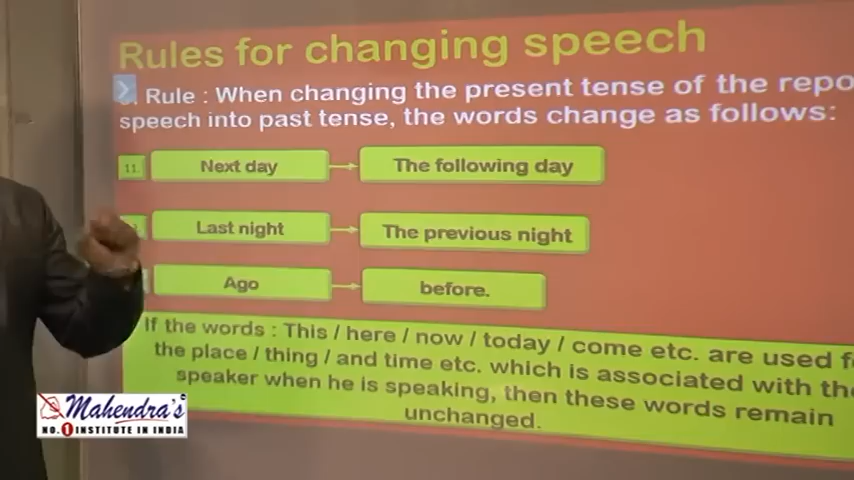 Rules for changing speech
Rule : When changing the present tense of the repo
speech into past tense, the words change as follows:
11. Next day The following day
Last night The previous night
Ago before.
If the words : This / here / now / today / come etc. are used f
the place / thing / and time etc. which is associated with the
speaker when he is speaking, then these words remain
unchanged.
Mahendra's
NO. 1 INSTITUTE IN INDIA